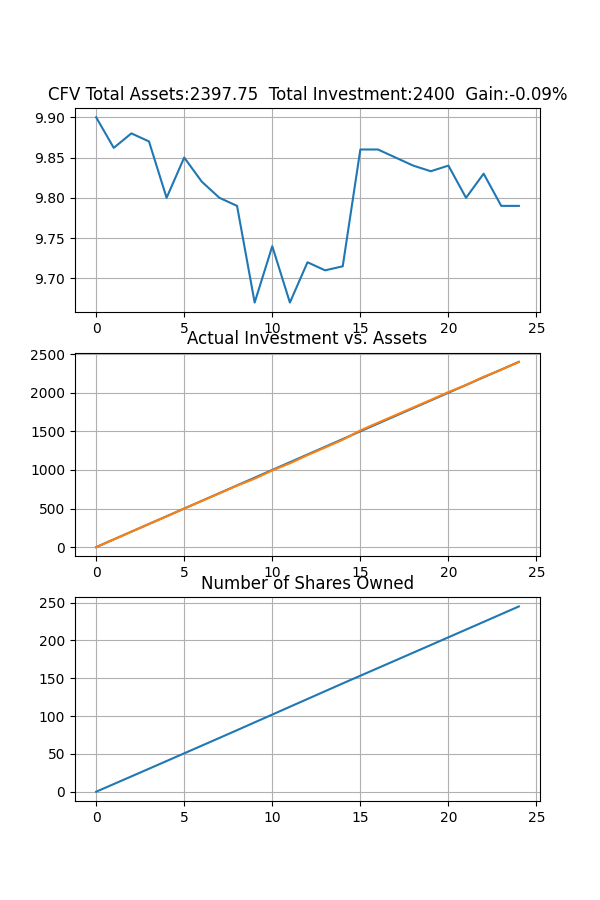 CFV Total Assets:2397.75  Total Investment:2400  Gain:-0.09%
9.90
9.85
9.80
9.75
9.70
0 5 10 15 20 25
Actual Investment vs. Assets
2500
2000
1500
1000
500
0
0 5 10 15 20 25
Number of Shares Owned
250
200
150
100
50
0
0 5 10 15 20 25